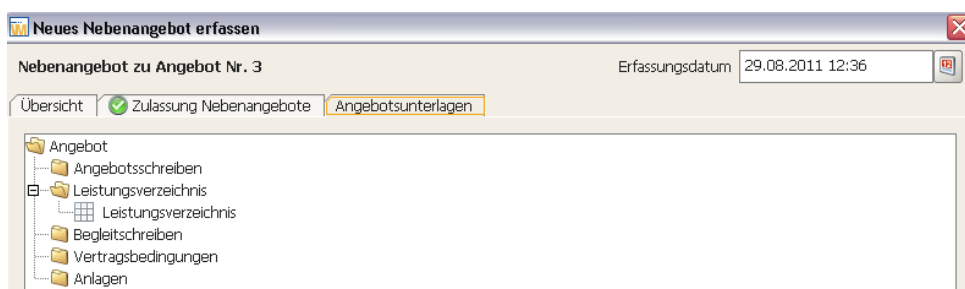 Neues Nebenangebot erfassen
Nebenangebot zu Angebot Nr. 3 Erfassungsdatum 29.08.2011 12:36
Übersicht Zulassung Nebenangebote Angebotsunterlagen
Angebot
Angebotsschreiben
Leistungsverzeichnis
Leistungsverzeichnis
Begleitschreiben
Vertragsbedingungen
Anlagen